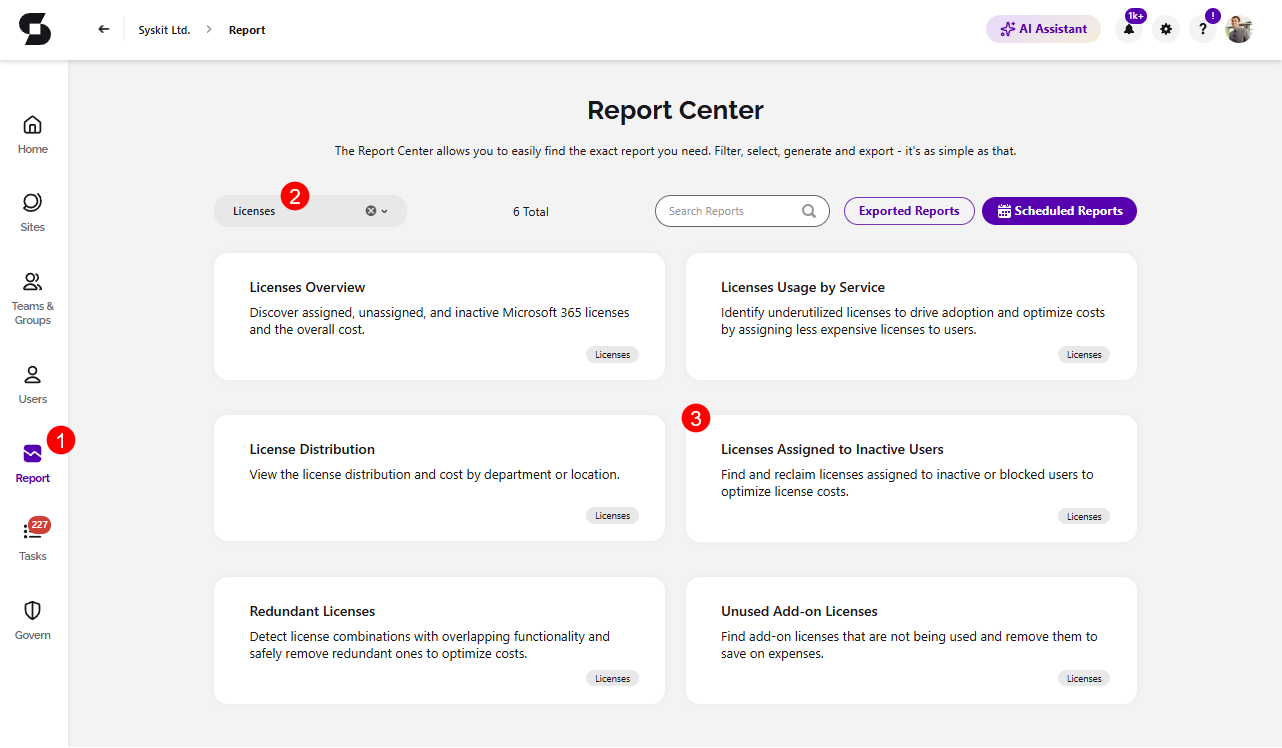 Syskit Ltd. > Report
AI Assistant
1k+
?
!
Home
Sites
Teams &
Groups
Users
1
Report
227
Tasks
Govern
Report Center
The Report Center allows you to easily find the exact report you need. Filter, select, generate and export - it's as simple as that.
Licenses
2
6 Total
Search Reports
Exported Reports
Scheduled Reports
Licenses Overview
Discover assigned, unassigned, and inactive Microsoft 365 licenses
and the overall cost.
Licenses
Licenses Usage by Service
Identify underutilized licenses to drive adoption and optimize costs
by assigning less expensive licenses to users.
Licenses
License Distribution
View the license distribution and cost by department or location.
Licenses
3
Licenses Assigned to Inactive Users
Find and reclaim licenses assigned to inactive or blocked users to
optimize license costs.
Licenses
Redundant Licenses
Detect license combinations with overlapping functionality and
safely remove redundant ones to optimize costs.
Licenses
Unused Add-on Licenses
Find add-on licenses that are not being used and remove them to
save on expenses.
Licenses